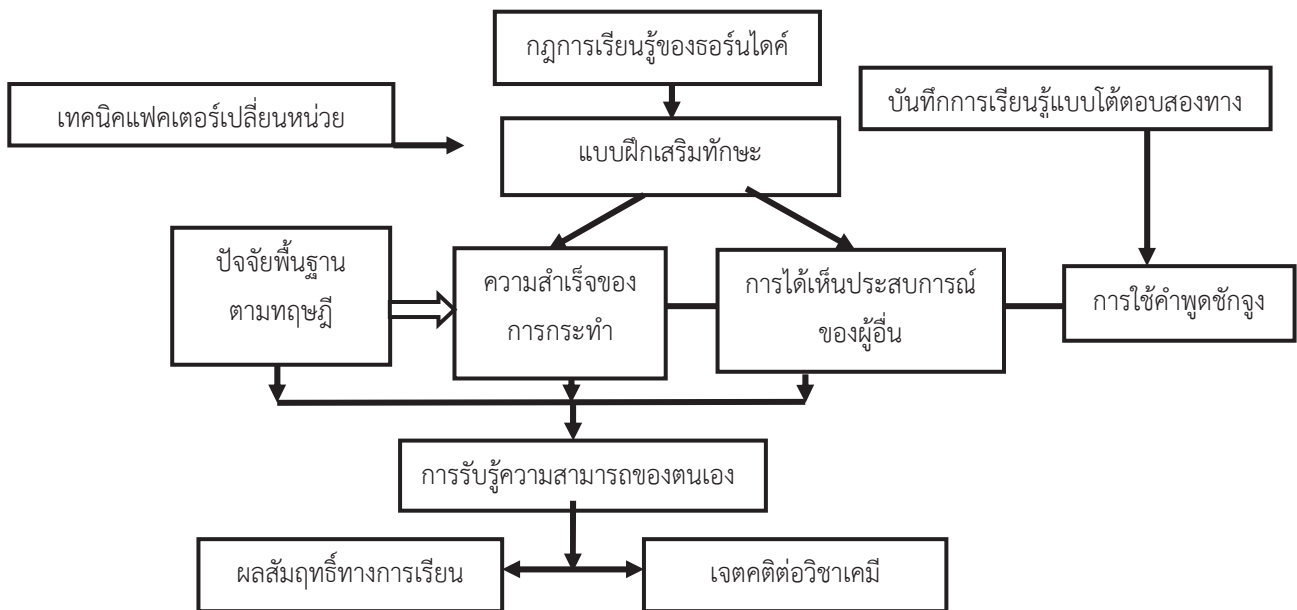 กฎการเรียนรู้ของธอร์นไดค์
เทคนิคแฟคเตอร์เปลี่ยนหน่วย
บันทึกการเรียนรู้แบบโต้ตอบสองทาง
แบบฝึกเสริมทักษะ
ปัจจัยพื้นฐาน
ตามทฤษฎี
ความสำเร็จของ
การกระทำ
การได้เห็นประสบการณ์
ของผู้อื่น
การใช้คำพูดชักจูง
การรับรู้ความสามารถของตนเอง
ผลสัมฤทธิ์ทางการเรียน
เจตคติต่อวิชาเคมี